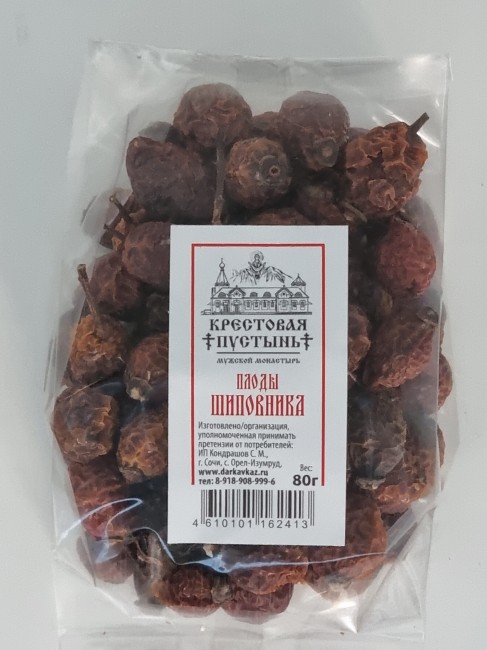 КРЕСТОВАЯ
ПУСТЫНЬ
МУЖСКОЙ МОНАСТЫРЬ
ПЛОДЫ
ШИПОВНИКА
Изготовлено/организация,
уполномоченная принимать
претензии от потребителей:
ИП Кондрашов С. М.,
г. Сочи, с. Орел-Изумруд,
www.darkavkaz.ru
тел: 8-918-908-999-6
Вес:
80г
4 610101 162413